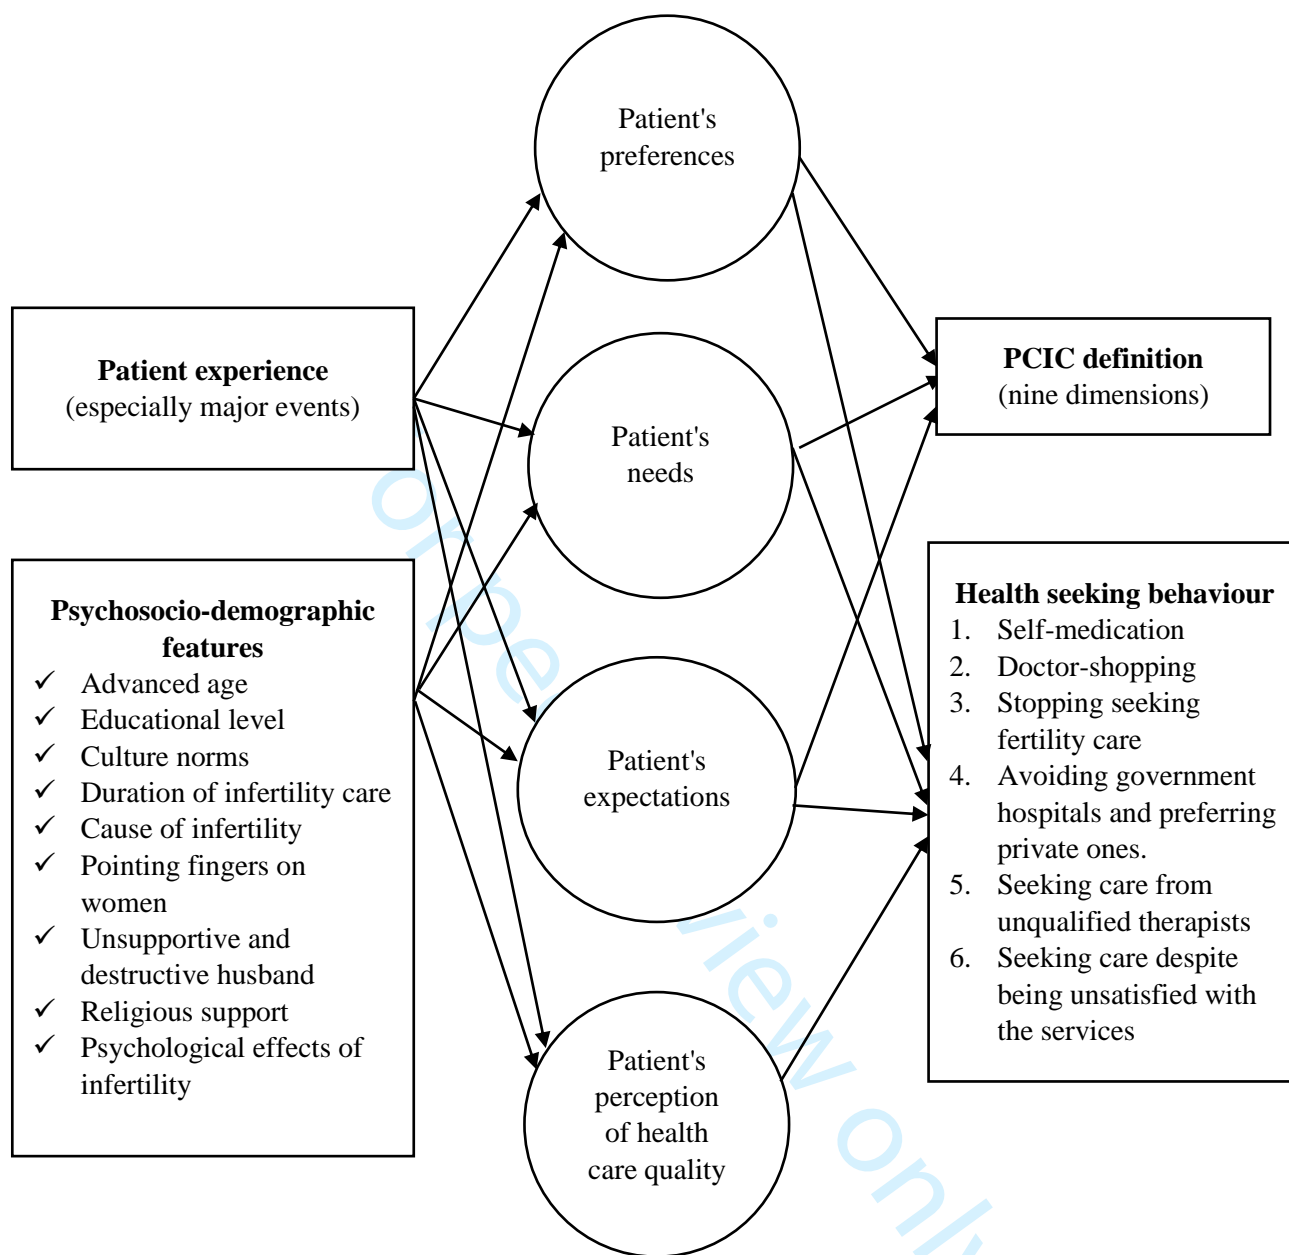 Patient's
preferences
Patient experience
(especially major events)
PCIC definition
(nine dimensions)
Patient's
needs
Psychosocio-demographic
features
✓ Advanced age
✓ Educational level
✓ Culture norms
✓ Duration of infertility care
✓ Cause of infertility
✓ Pointing fingers on
women
✓ Unsupportive and
destructive husband
✓ Religious support
✓ Psychological effects of
infertility
Patient's
expectations
Health seeking behaviour
1. Self-medication
2. Doctor-shopping
3. Stopping seeking
fertility care
4. Avoiding government
hospitals and preferring
private ones.
5. Seeking care from
unqualified therapists
6. Seeking care despite
being unsatisfied with
the services
Patient's
perception
of health
care quality
or pe view only